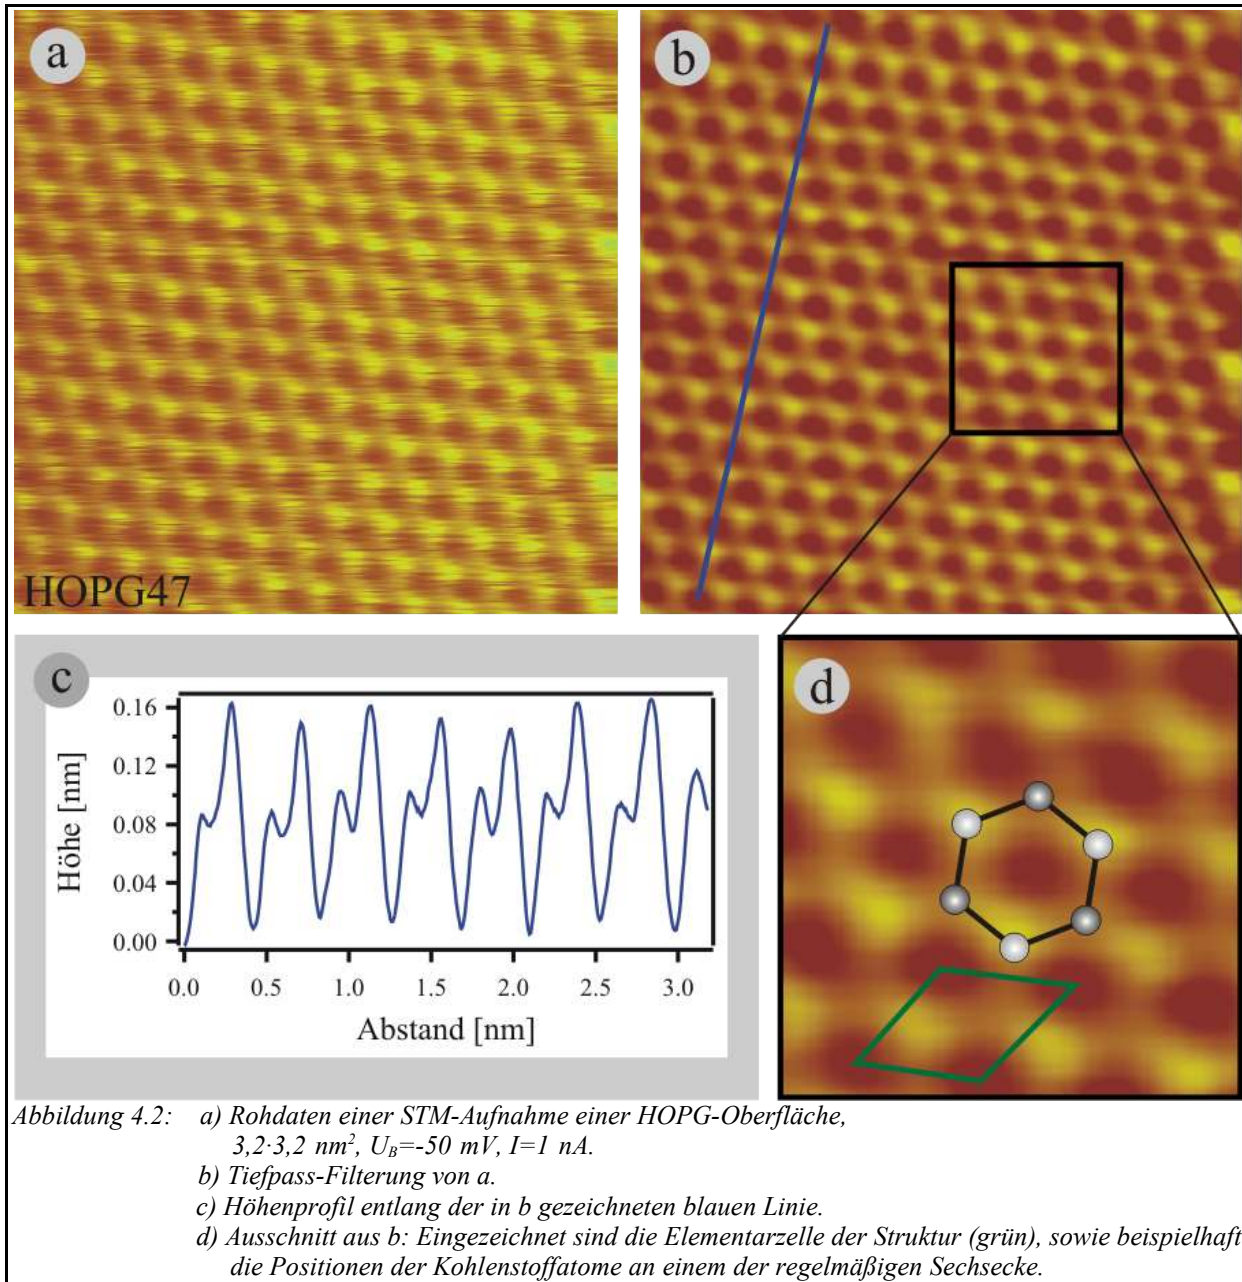 a
b
HOPG47
c
Höhe [nm]
0.16
0.12
0.08
0.04
0.00
0.0 0.5 1.0 1.5 2.0 2.5 3.0
Abstand [nm]
d
Abbildung 4.2: a) Rohdaten einer STM-Aufnahme einer HOPG-Oberfläche,
3,2·3,2 nm², U_B=-50 mV, I=1 nA.
b) Tiefpass-Filterung von a.
c) Höhenprofil entlang der in b gezeichneten blauen Linie.
d) Ausschnitt aus b: Eingezeichnet sind die Elementarzelle der Struktur (grün), sowie beispielhaft
die Positionen der Kohlenstoffatome an einem der regelmäßigen Sechsecke.